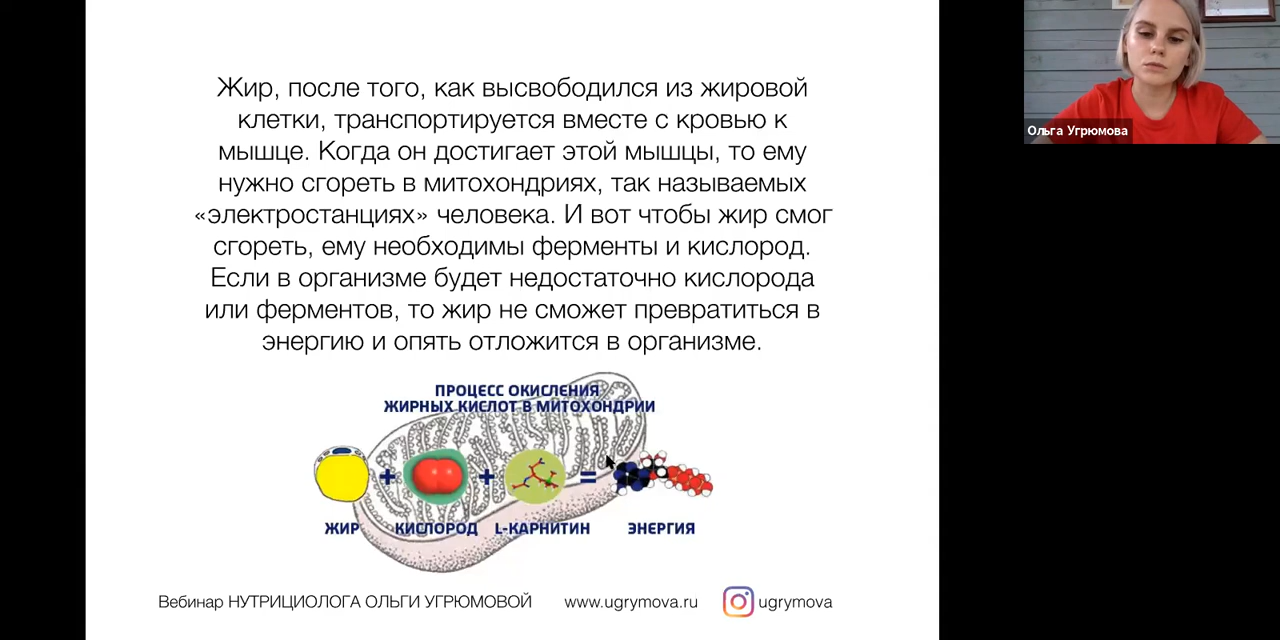 Жир, после того, как высвободился из жировой
клетки, транспортируется вместе с кровью к
мышце. Когда он достигает этой мышцы, то ему
нужно сгореть в митохондриях, так называемых
«электростанциях» человека. И вот чтобы жир смог
сгореть, ему необходимы ферменты и кислород.
Если в организме будет недостаточно кислорода
или ферментов, то жир не сможет превратиться в
энергию и опять отложится в организме.
ПРОЦЕСС ОКИСЛЕНИЯ
ЖИРНЫХ КИСЛОТ В МИТОХОНДРИИ
+ + =
ЖИР КИСЛОРОД L-КАРНИТИН ЭНЕРГИЯ
Вебинар НУТРИЦИОЛОГА ОЛЬГИ УГРЮМОВОЙ www.ugrymova.ru ugrymova
Ольга Угрюмова